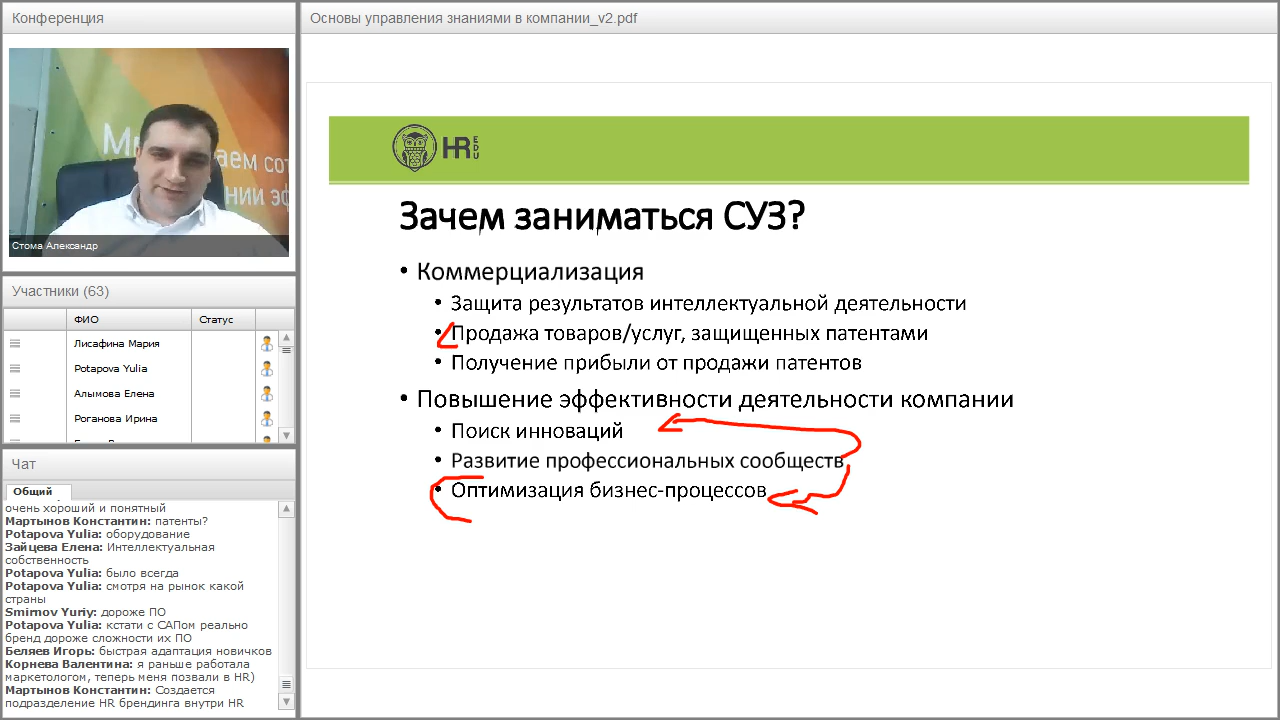 Конференция
Стома Александр
Участники (63)
ФИО
Статус
Лисафина Мария
Potapova Yulia
Алымова Елена
Роганова Ирина
Чат
Общий
очень хороший и понятный
Мартынов Константин: патенты?
Potapova Yulia: оборудование
Зайцева Елена: Интеллектуальная
собственность
Potapova Yulia: было всегда
Potapova Yulia: смотря на рынок какой
страны
Smirnov Yuriy: дороже ПО
Potapova Yulia: кстати с САПом реально
бренд дороже сложности их ПО
Беляев Игорь: быстрая адаптация новичков
Корнева Валентина: я раньше работала
маркетологом, теперь меня позвали в HR)
Мартынов Константин: Создается
подразделение HR брендинга внутри HR
Основы управления знаниями в компании_v2.pdf
HR EDU
Зачем заниматься СУЗ?
• Коммерциализация
• Защита результатов интеллектуальной деятельности
• Продажа товаров/услуг, защищенных патентами
• Получение прибыли от продажи патентов
• Повышение эффективности деятельности компании
• Поиск инноваций
• Развитие профессиональных сообществ
• Оптимизация бизнес-процессов